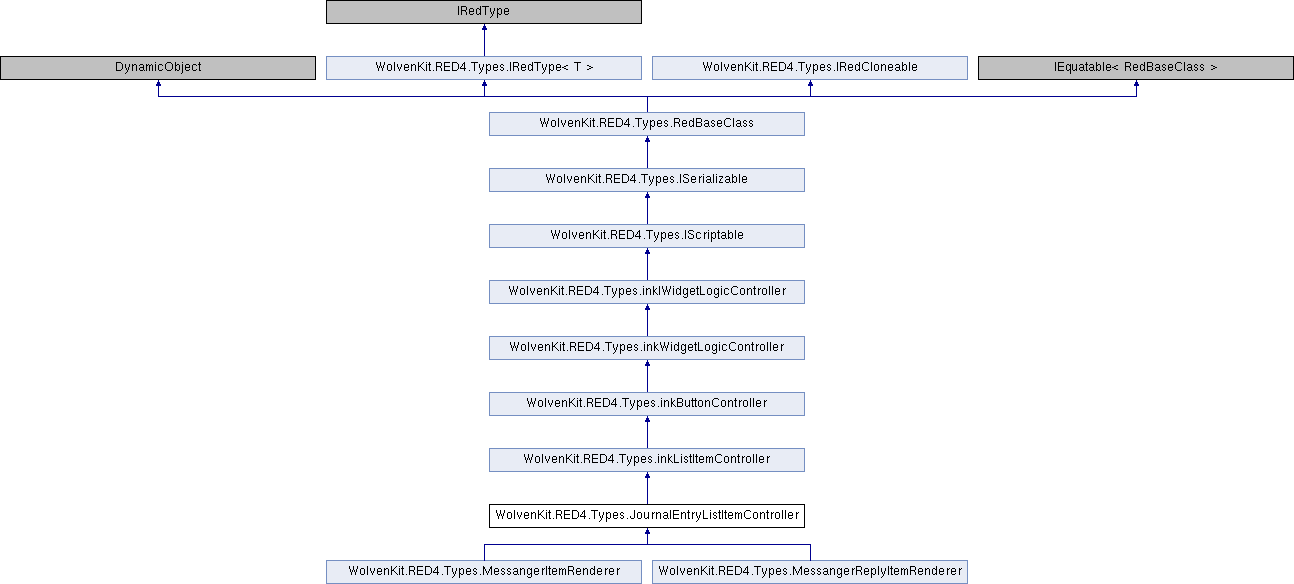 IRedType
DynamicObject
WolvenKit.RED4.Types.IRedType< T >
WolvenKit.RED4.Types.IRedCloneable
IEquatable< RedBaseClass >
WolvenKit.RED4.Types.RedBaseClass
WolvenKit.RED4.Types.ISerializable
WolvenKit.RED4.Types.IScriptable
WolvenKit.RED4.Types.inkIWidgetLogicController
WolvenKit.RED4.Types.inkWidgetLogicController
WolvenKit.RED4.Types.inkButtonController
WolvenKit.RED4.Types.inkListItemController
WolvenKit.RED4.Types.JournalEntryListItemController
WolvenKit.RED4.Types.MessangerItemRenderer
WolvenKit.RED4.Types.MessangerReplyItemRenderer